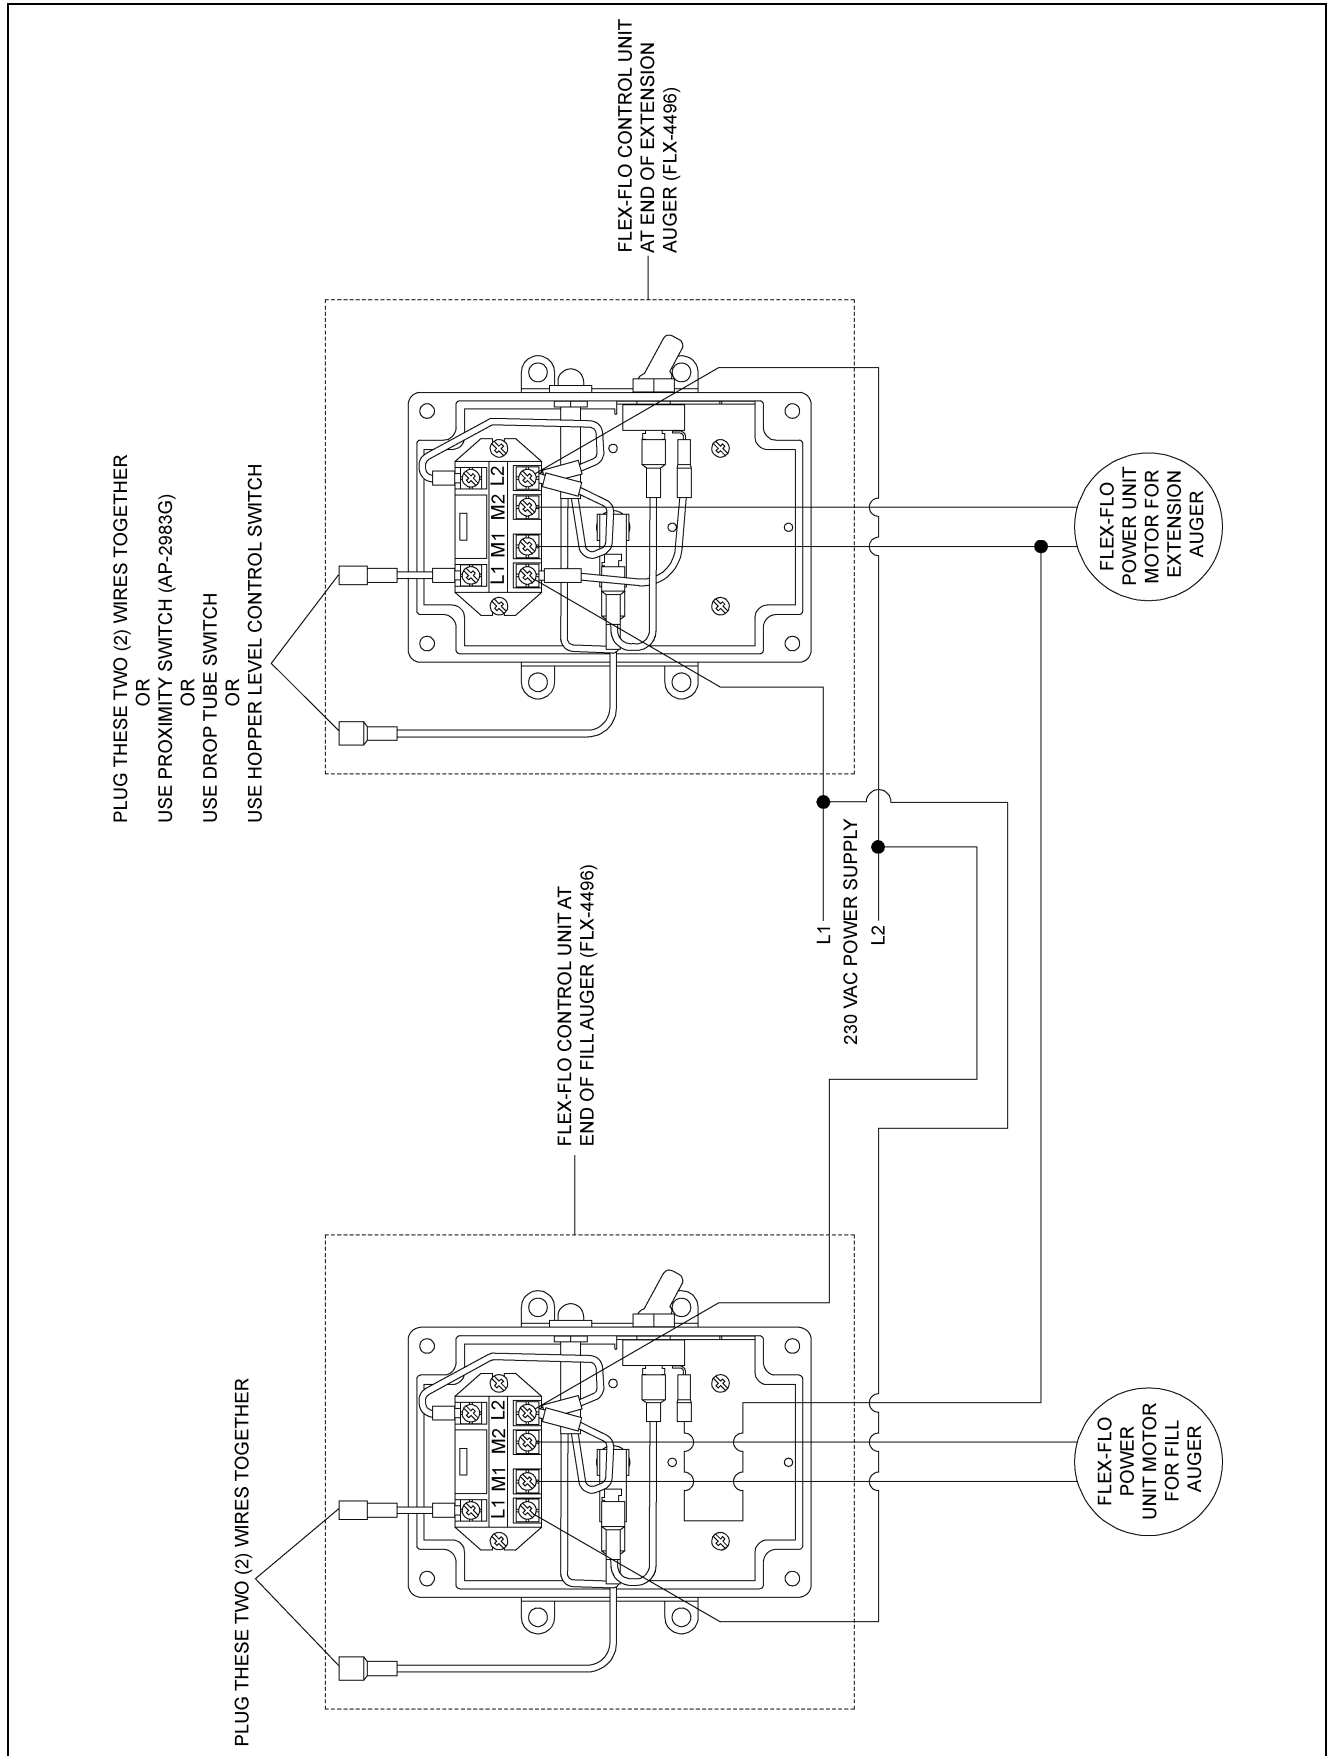 PLUG THESE TWO (2) WIRES TOGETHER
OR
USE PROXIMITY SWITCH (AP-2983G)
OR
USE DROP TUBE SWITCH
OR
USE HOPPER LEVEL CONTROL SWITCH
PLUG THESE TWO (2) WIRES TOGETHER
L1 M1 M2 L2
FLEX-FLO CONTROL UNIT AT
END OF FILL AUGER (FLX-4496)
L1 M1 M2 L2
FLEX-FLO CONTROL UNIT
AT END OF EXTENSION
AUGER (FLX-4496)
L1
230 VAC POWER SUPPLY
L2
FLEX-FLO
POWER
UNIT MOTOR
FOR FILL
AUGER
FLEX-FLO
POWER UNIT
MOTOR FOR
EXTENSION
AUGER